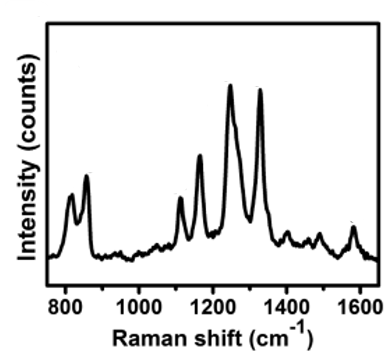 Intensity (counts)
800 1000 1200 1400 1600
Raman shift (cm⁻¹)